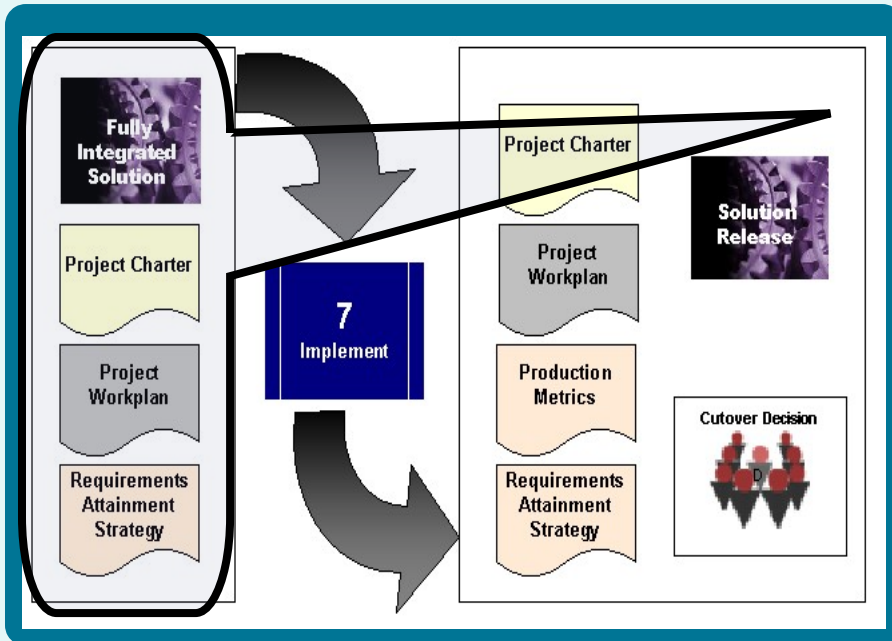 Fully
Integrated
Solution
Project Charter
Project
Workplan
Requirements
Attainment
Strategy
7
Implement
Project Charter
Project
Workplan
Production
Metrics
Requirements
Attainment
Strategy
Solution
Release
Cutover Decision
D